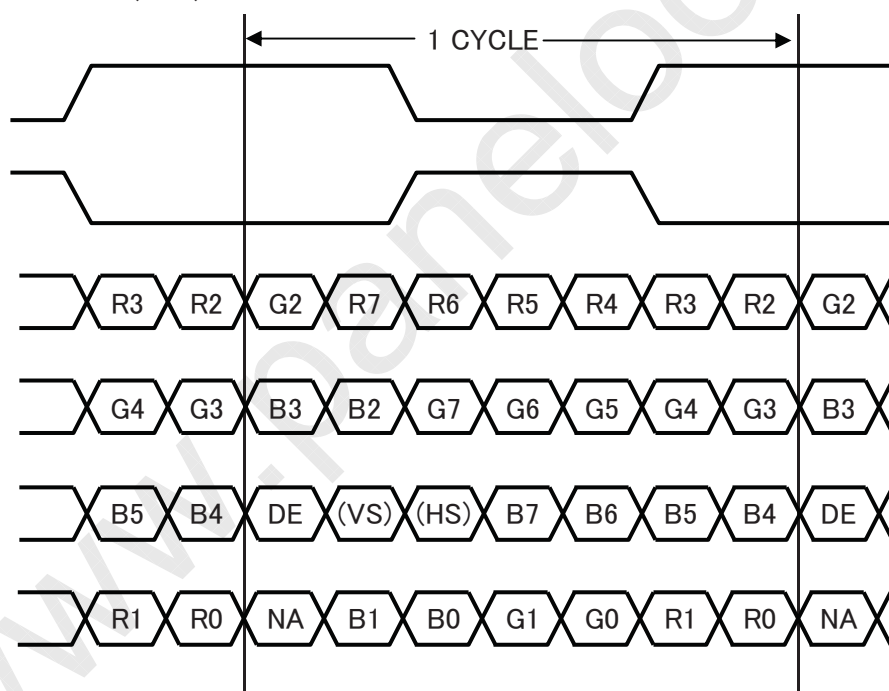 1 CYCLE
R3 R2 G2 R7 R6 R5 R4 R3 R2 G2
G4 G3 B3 B2 G7 G6 G5 G4 G3 B3
B5 B4 DE (VS) (HS) B7 B6 B5 B4 DE
R1 R0 NA B1 B0 G1 G0 R1 R0 NA
www.paneloo